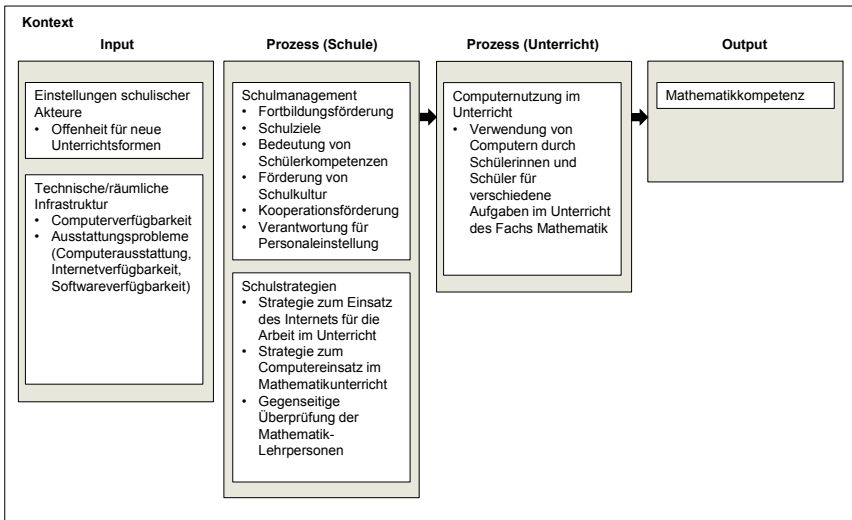 Kontext
Input
Prozess (Schule)
Prozess (Unterricht)
Output
Einstellungen schulischer
Akteure
• Offenheit für neue
Unterrichtsformen
Technische/räumliche
Infrastruktur
• Computerverfügbarkeit
• Ausstattungsprobleme
(Computerausstattung,
Internetverfügbarkeit,
Softwareverfügbarkeit)
Schulmanagement
• Fortbildungsförderung
• Schulziele
• Bedeutung von
Schülerkompetenzen
• Förderung von
Schulkultur
• Kooperationsförderung
• Verantwortung für
Personaleinstellung
Schulstrategien
• Strategie zum Einsatz
des Internets für die
Arbeit im Unterricht
• Strategie zum
Computereinsatz im
Mathematikunterricht
• Gegenseitige
Überprüfung der
Mathematik-
Lehrpersonen
Computernutzung im
Unterricht
• Verwendung von
Computern durch
Schülerinnen und
Schüler für
verschiedene
Aufgaben im Unterricht
des Fachs Mathematik
Mathematikkompetenz